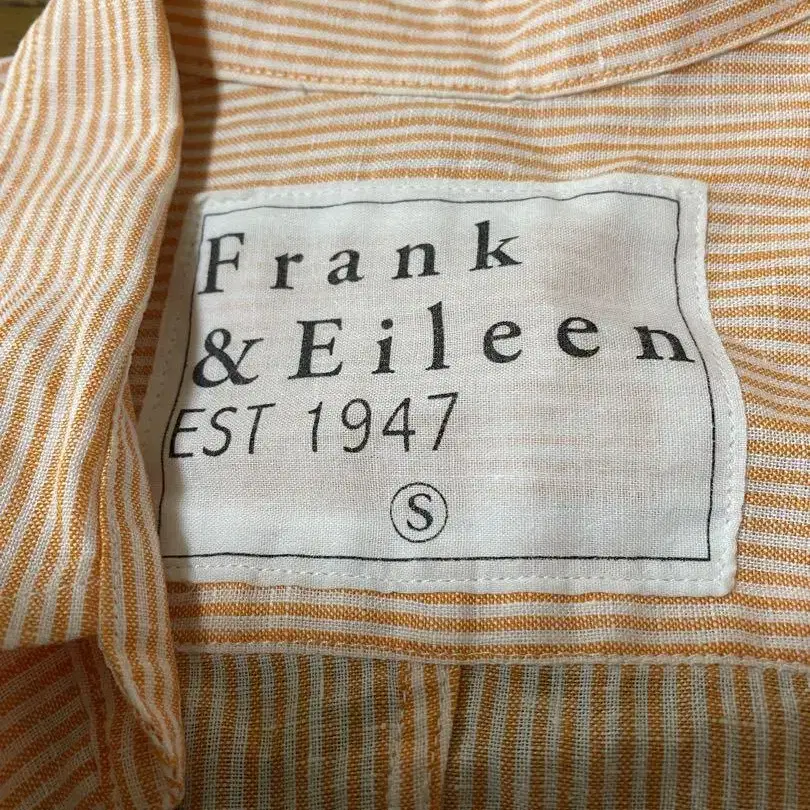 Frank
& Eileen
EST 1947
S